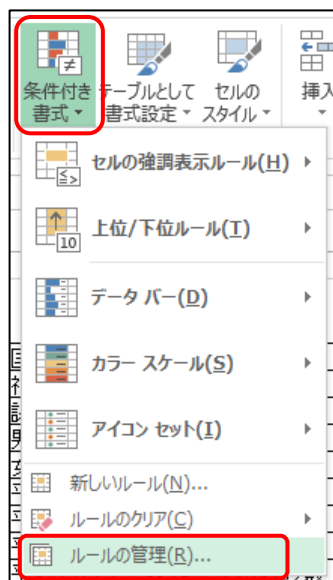 条件付き
書式
テーブルとして
書式設定
セルの
スタイル
挿入
セルの強調表示ルール(H)
上位/下位ルール(T)
10
データ バー(D)
カラー スケール(S)
アイコン セット(I)
新しいルール(N)...
ルールのクリア(C)
ルールの管理(R)...